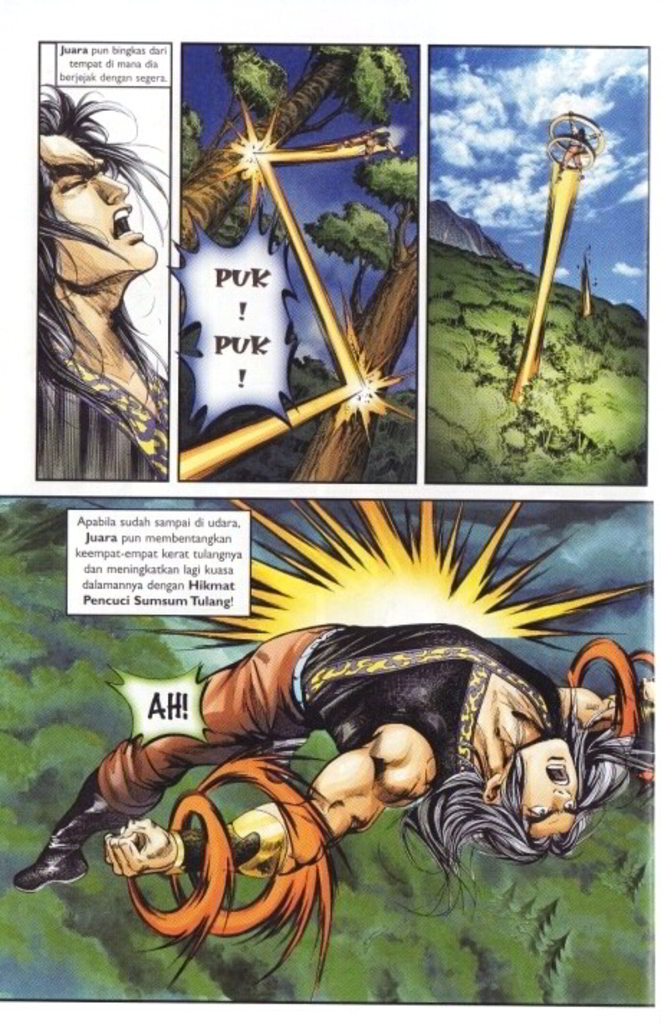 Juara pun bingkas dari
tempat di mana dia
berjejak dengan segera.
PUK
!
PUK
!
Apabila sudah sampai di udara,
Juara pun membentangkan
keempat-empat kerat tulangnya
dan meningkatkan lagi kuasa
dalamannya dengan Hikmat
Pencuci Sumsum Tulang!
AH!